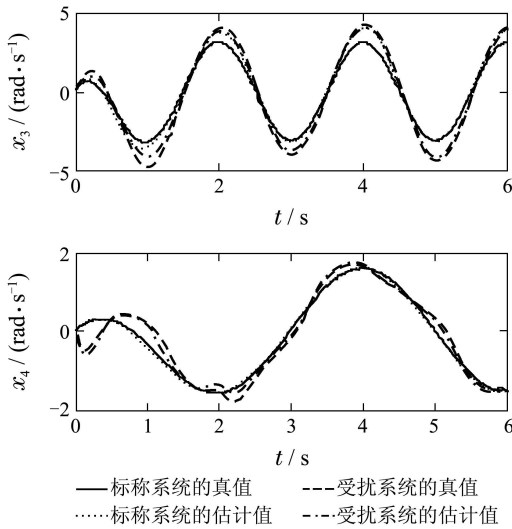 5
0
−5
x₃ / (rad·s⁻¹)
0 2 4 6
t / s
2
0
−2
x₄ / (rad·s⁻¹)
0 1 2 3 4 5 6
t / s
标称系统的真值 受扰系统的真值
标称系统的估计值 受扰系统的估计值